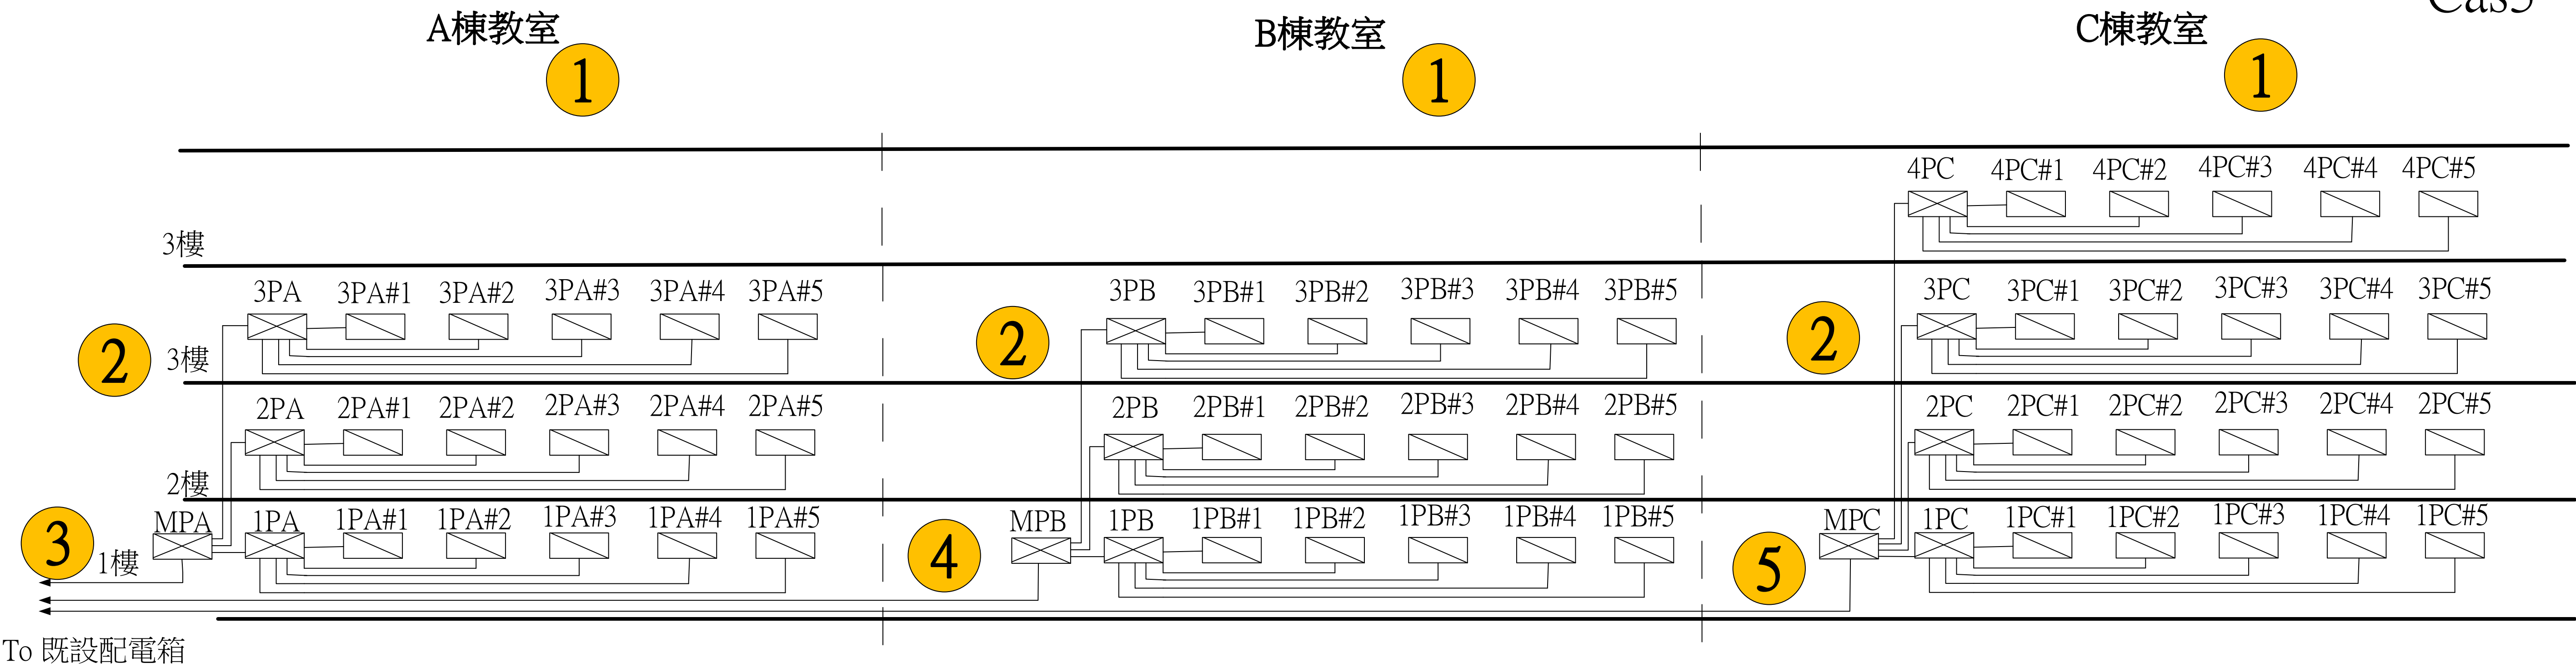 Cas5
A棟教室
B棟教室
C棟教室
1
1
1
4PC 4PC#1 4PC#2 4PC#3 4PC#4 4PC#5
3樓
3PA 3PA#1 3PA#2 3PA#3 3PA#4 3PA#5
3PB 3PB#1 3PB#2 3PB#3 3PB#4 3PB#5
3PC 3PC#1 3PC#2 3PC#3 3PC#4 3PC#5
2
2
2
3樓
2PA 2PA#1 2PA#2 2PA#3 2PA#4 2PA#5
2PB 2PB#1 2PB#2 2PB#3 2PB#4 2PB#5
2PC 2PC#1 2PC#2 2PC#3 2PC#4 2PC#5
2樓
MPA 1PA 1PA#1 1PA#2 1PA#3 1PA#4 1PA#5
MPB 1PB 1PB#1 1PB#2 1PB#3 1PB#4 1PB#5
MPC 1PC 1PC#1 1PC#2 1PC#3 1PC#4 1PC#5
3
4
5
1樓
To 既設配電箱